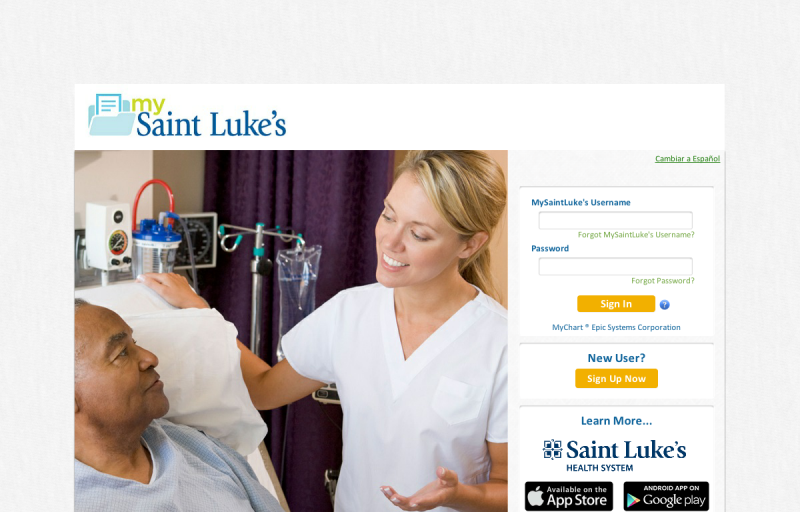 my
Saint Luke's
Cambiar a Español
MySaintLuke's Username
Forgot MySaintLuke's Username?
Password
Forgot Password?
Sign In
?
MyChart ® Epic Systems Corporation
New User?
Sign Up Now
Learn More...
Saint Luke's
HEALTH SYSTEM
Available on the
App Store
ANDROID APP ON
Google play